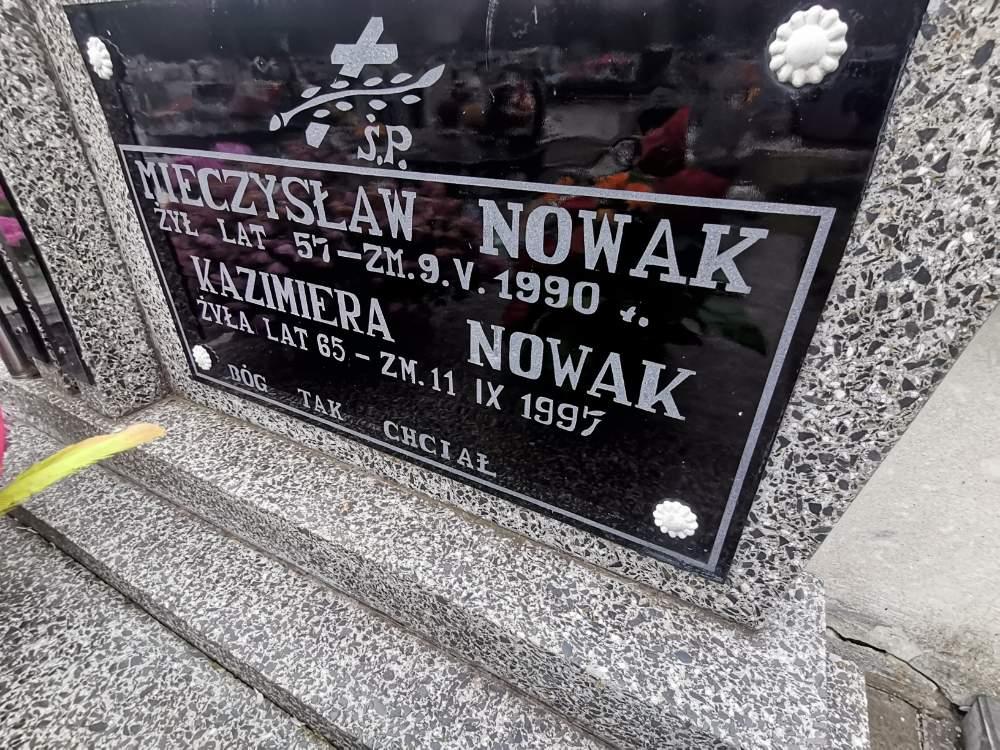 Ś.P.
MIECZYSŁAW NOWAK
ŻYŁ LAT 57-ZM.9.V.1990 r.
KAZIMIERA NOWAK
ŻYŁA LAT 65-ZM.11 IX 1997
BÓG TAK CHCIAŁ